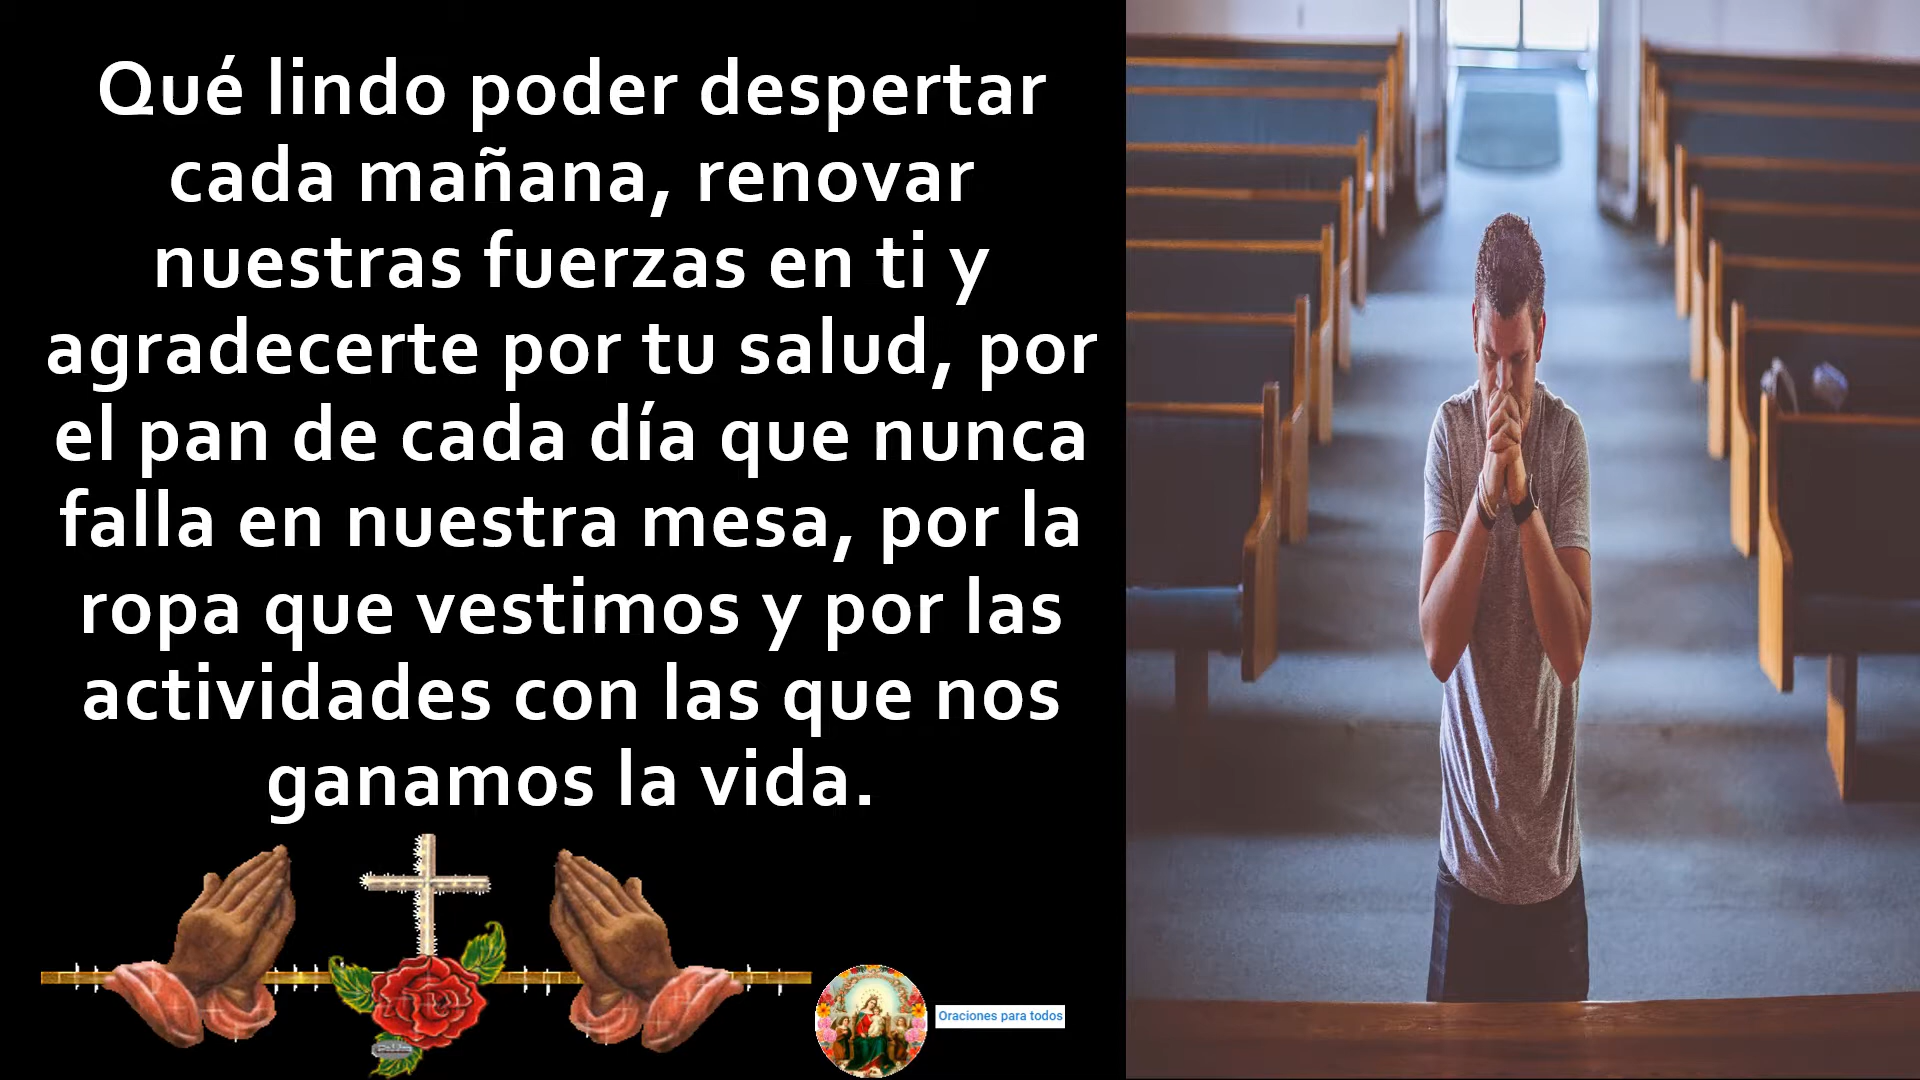 Qué lindo poder despertar
cada mañana, renovar
nuestras fuerzas en ti y
agradecerte por tu salud, por
el pan de cada día que nunca
falla en nuestra mesa, por la
ropa que vestimos y por las
actividades con las que nos
ganamos la vida.
Oraciones para todos